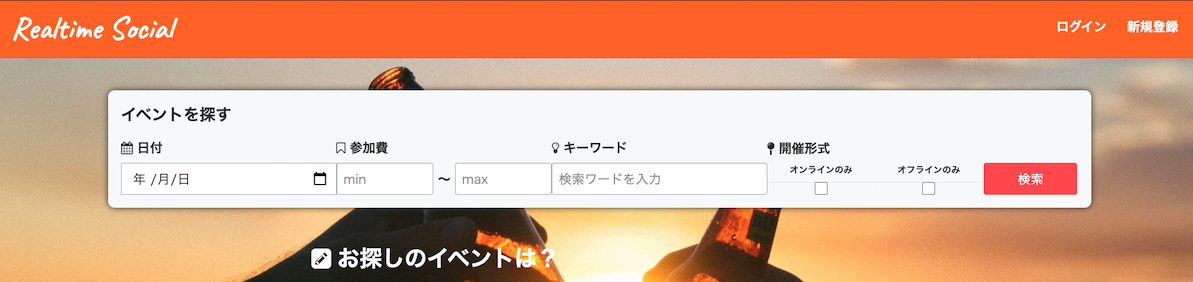 Realtime Social
ログイン 新規登録
イベントを探す
日付 参加費 キーワード 開催形式
オンラインのみ オフラインのみ
年 /月/日 min 〜 max 検索ワードを入力 検索
お探しのイベントは？